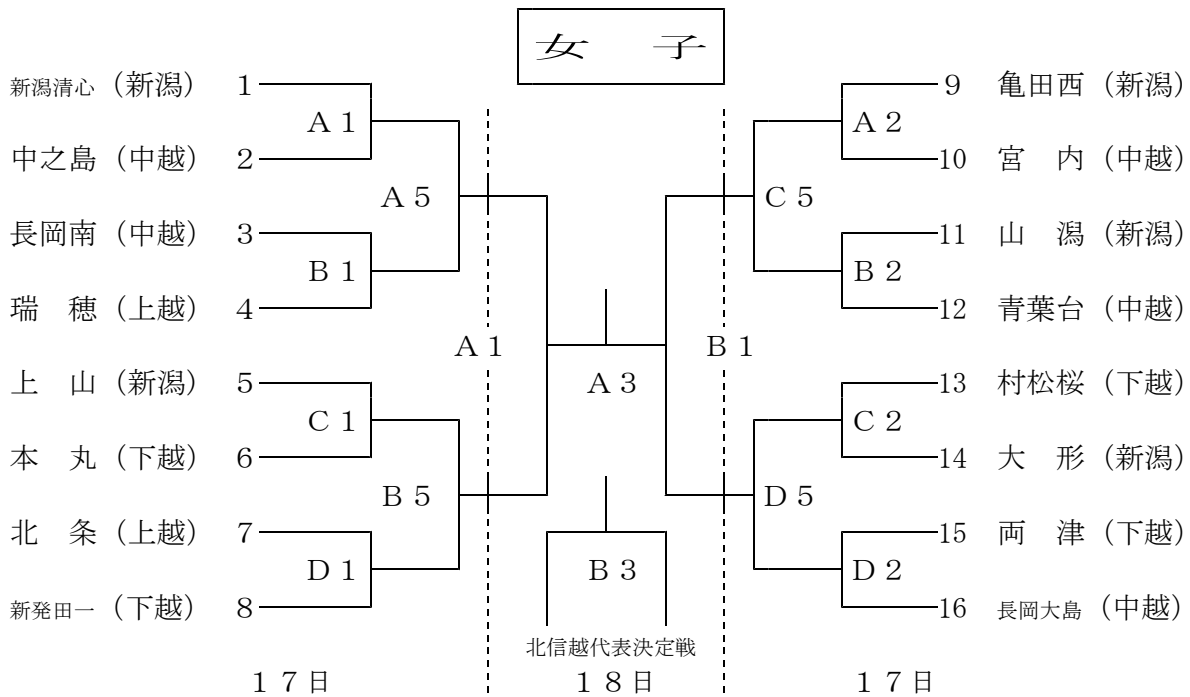 女　子
新潟清心（新潟） 1
A 1
中之島（中越） 2
A 5
長岡南（中越） 3
B 1
瑞　穂（上越） 4
A 1
上　山（新潟） 5
C 1
本　丸（下越） 6
B 5
北　条（上越） 7
D 1
新発田一（下越） 8
１７日
A 3
B 3
北信越代表決定戦
１８日
9 亀田西（新潟）
A 2
10 宮　内（中越）
C 5
11 山　潟（新潟）
B 2
12 青葉台（中越）
B 1
13 村松桜（下越）
C 2
14 大　形（新潟）
D 5
15 両　津（下越）
D 2
16 長岡大島（中越）
１７日